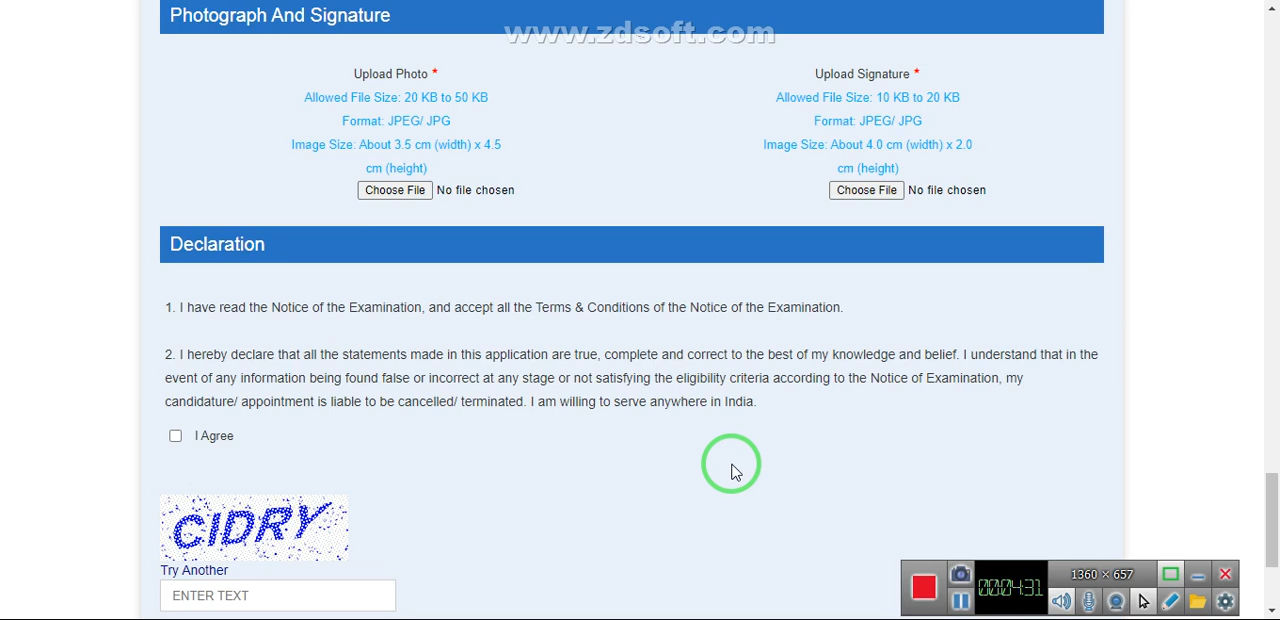 Photograph And Signature
www.zdsoft.com
Upload Photo *
Upload Signature *
Allowed File Size: 20 KB to 50 KB
Allowed File Size: 10 KB to 20 KB
Format: JPEG/ JPG
Format: JPEG/ JPG
Image Size: About 3.5 cm (width) x 4.5
cm (height)
Image Size: About 4.0 cm (width) x 2.0
cm (height)
Choose File No file chosen
Choose File No file chosen
Declaration
1. I have read the Notice of the Examination, and accept all the Terms & Conditions of the Notice of the Examination.
2. I hereby declare that all the statements made in this application are true, complete and correct to the best of my knowledge and belief. I understand that in the
event of any information being found false or incorrect at any stage or not satisfying the eligibility criteria according to the Notice of Examination, my
candidature/ appointment is liable to be cancelled/ terminated. I am willing to serve anywhere in India.
I Agree
CIDRY
Try Another
ENTER TEXT
0004:31
1360 × 657